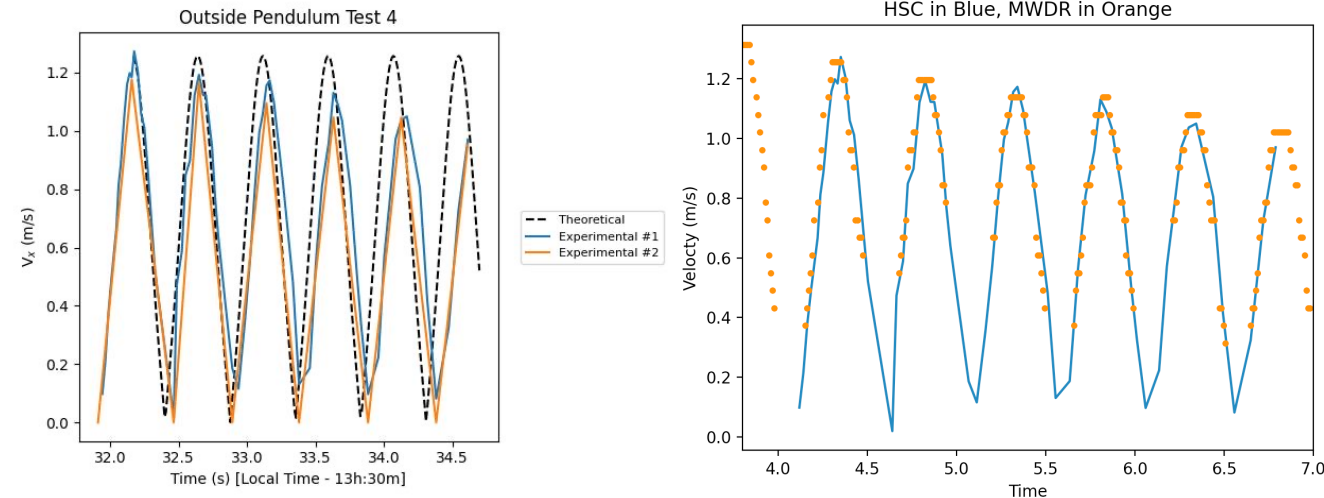 Outside Pendulum Test 4
1.2
1.0
0.8
0.6
0.4
0.2
0.0
Vx (m/s)
32.0 32.5 33.0 33.5 34.0 34.5
Time (s) [Local Time - 13h:30m]
Theoretical
Experimental #1
Experimental #2
HSC in Blue, MWDR in Orange
1.2
1.0
0.8
0.6
0.4
0.2
0.0
Velocty (m/s)
4.0 4.5 5.0 5.5 6.0 6.5 7.0
Time